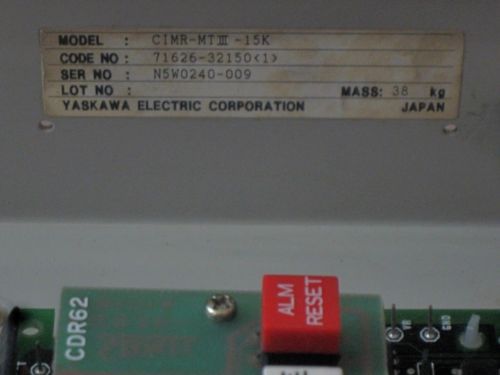 MODEL : CIMR-MTⅢ-15K
CODE NO : 71626-32150<1>
SER NO : N5W0240-009
LOT NO :
MASS: 38 kg
YASKAWA ELECTRIC CORPORATION JAPAN
CDR62
ALM
RESET
GND